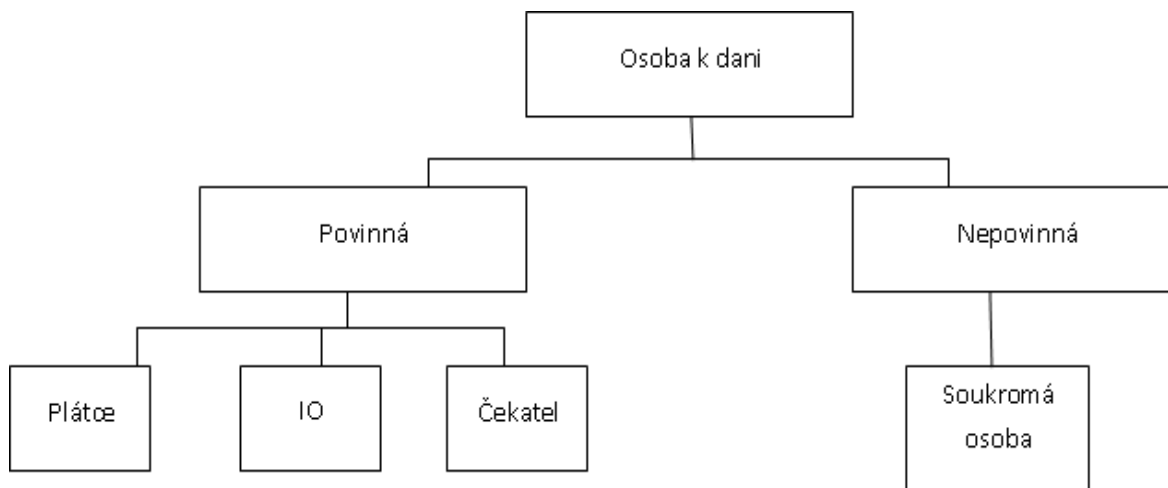 Osoba k dani
Povinná
Nepovinná
Plátce
IO
Čekatel
Soukromá
osoba